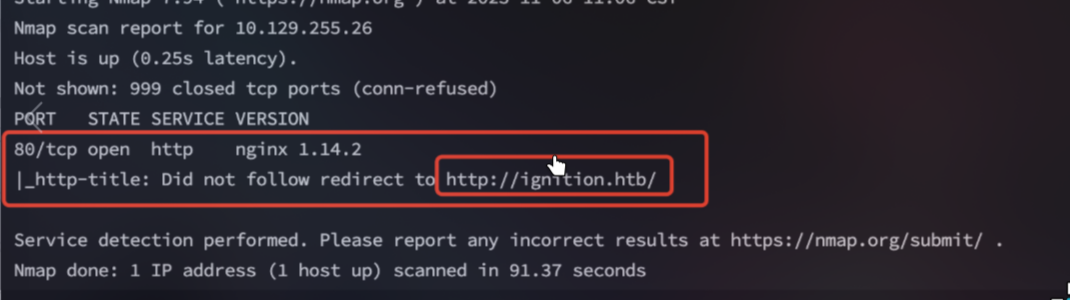 Nmap scan report for 10.129.255.26
Host is up (0.25s latency).
Not shown: 999 closed tcp ports (conn-refused)
PORT   STATE SERVICE VERSION
80/tcp open  http    nginx 1.14.2
|_http-title: Did not follow redirect to http://ignition.htb/
Service detection performed. Please report any incorrect results at https://nmap.org/submit/ .
Nmap done: 1 IP address (1 host up) scanned in 91.37 seconds